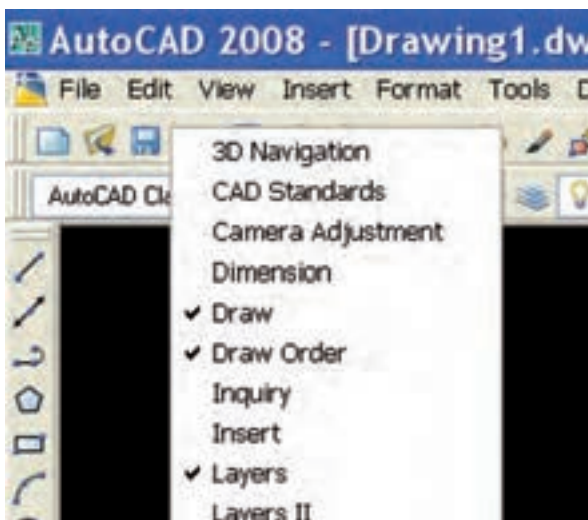 AutoCAD 2008 - [Drawing1.dw
File Edit View Insert Format Tools D
AutoCAD Cla
3D Navigation
CAD Standards
Camera Adjustment
Dimension
✔ Draw
✔ Draw Order
Inquiry
Insert
✔ Layers
Layers II